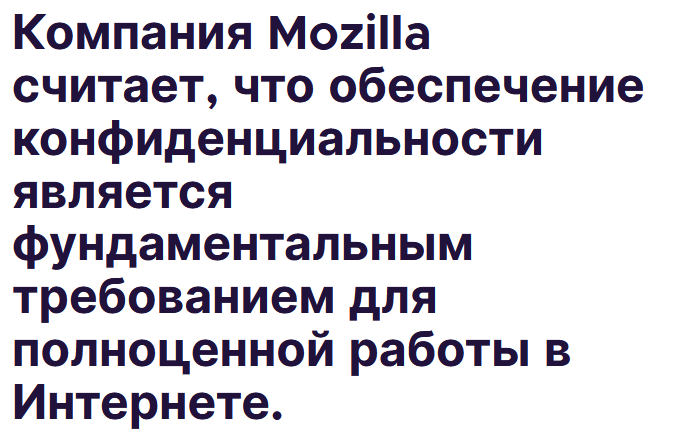 Компания Mozilla
считает, что обеспечение
конфиденциальности
является
фундаментальным
требованием для
полноценной работы в
Интернете.